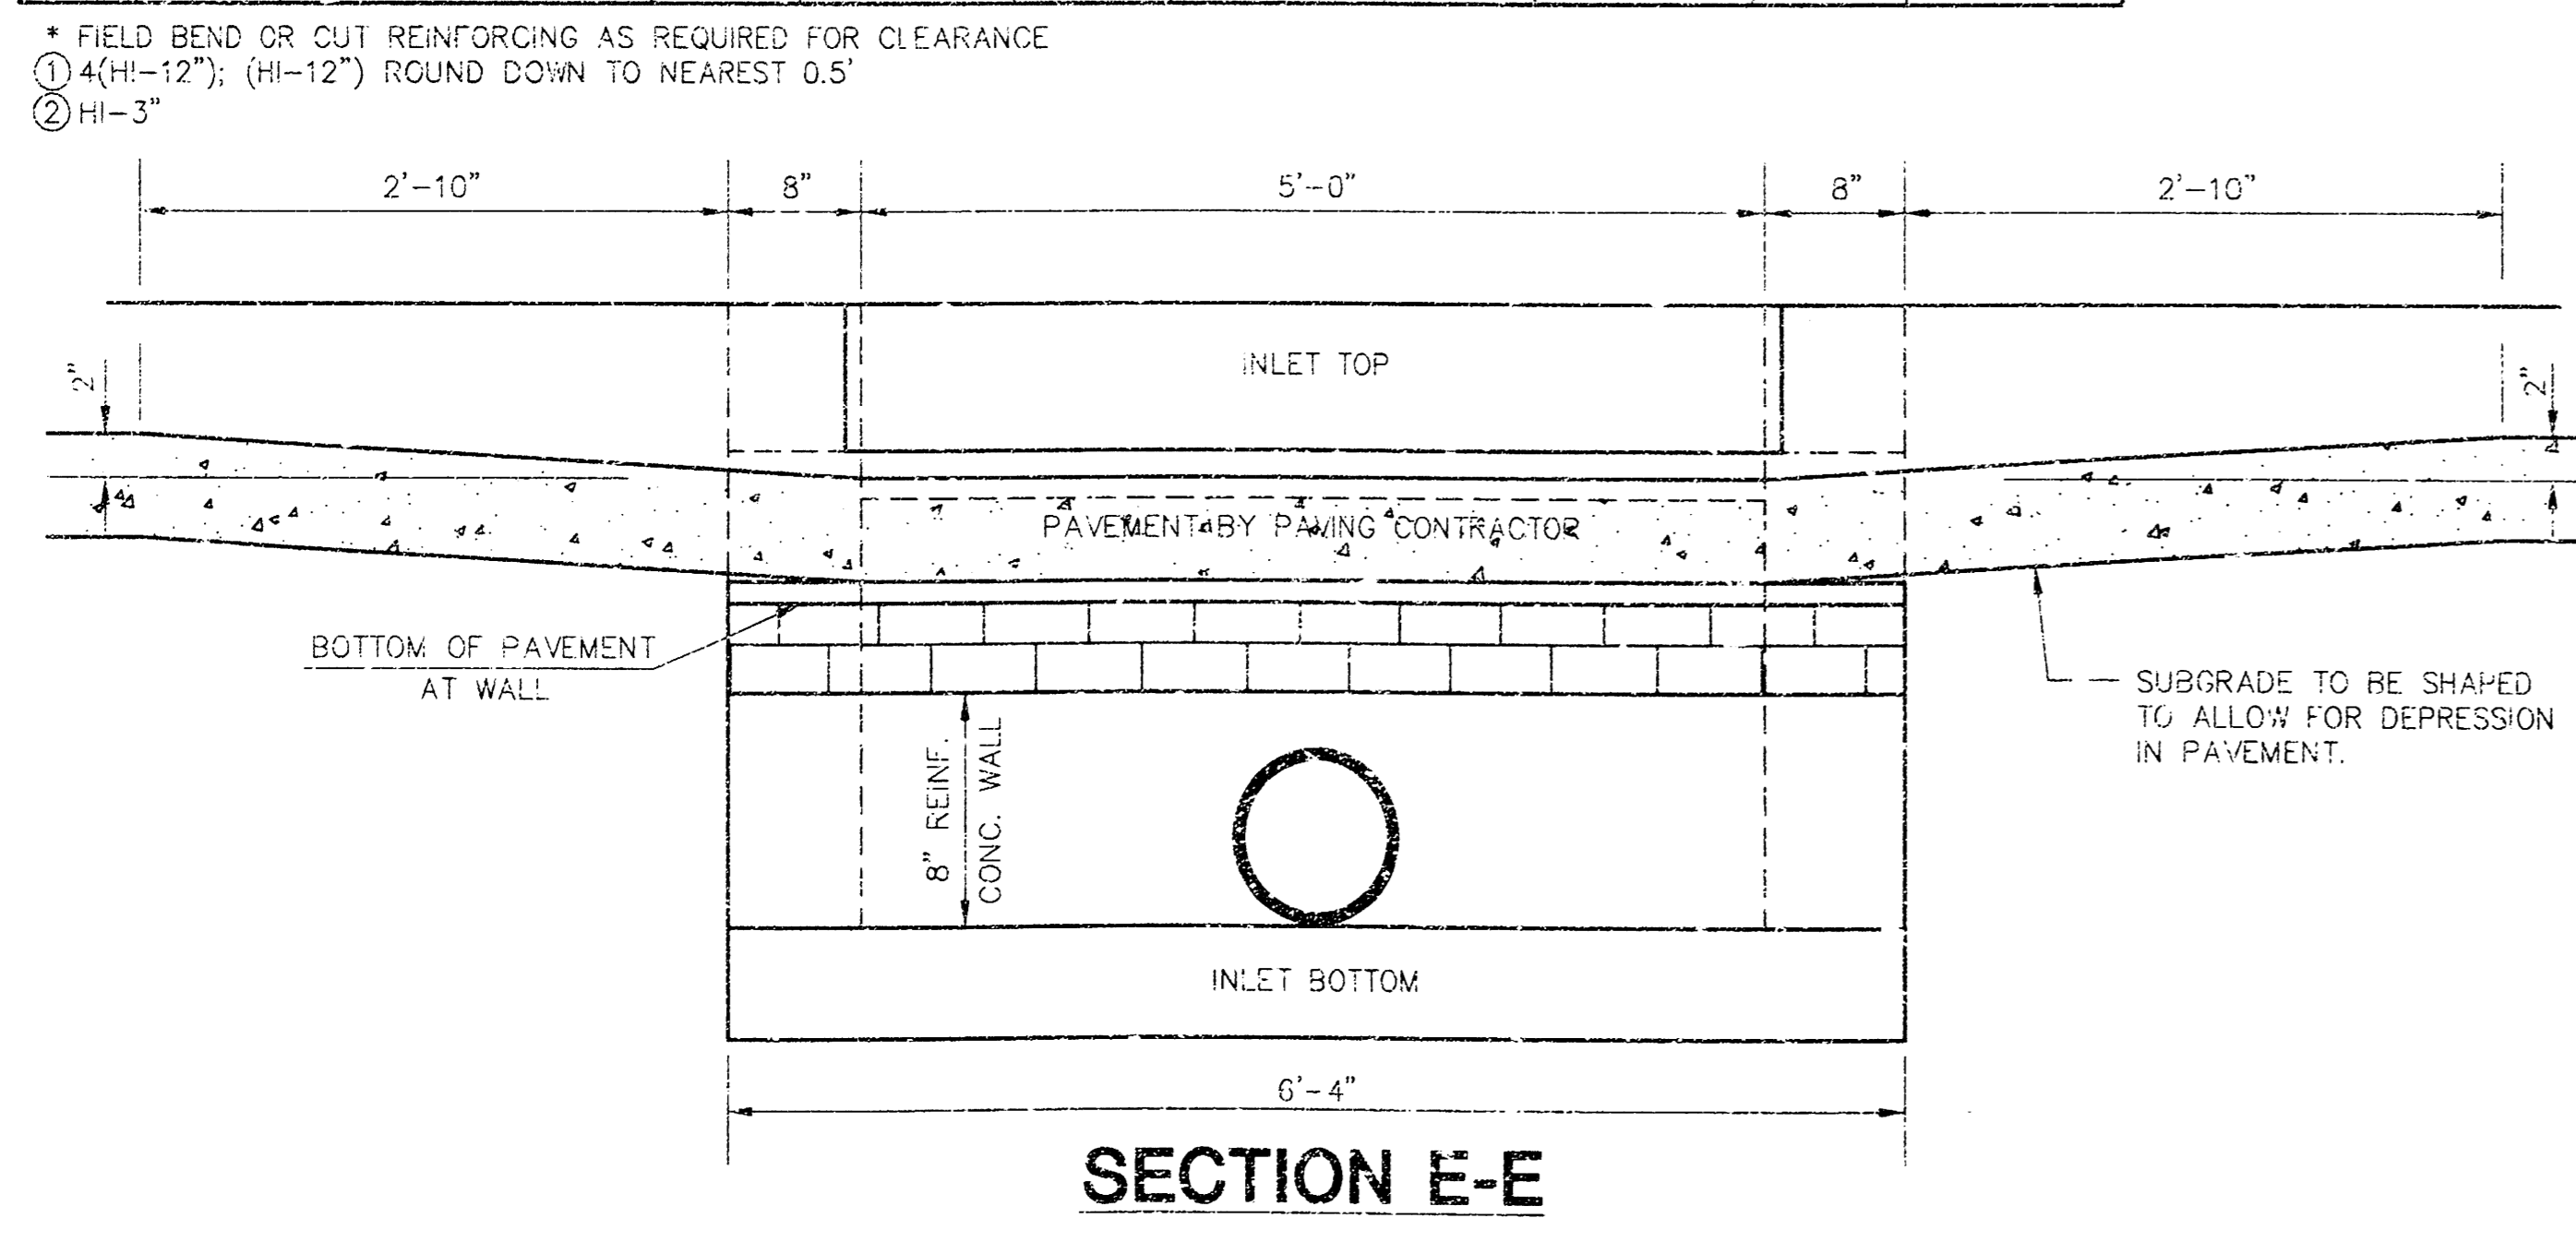 * FIELD BEND OR CUT REINFORCING AS REQUIRED FOR CLEARANCE
① 4(HI-12"); (HI-12") ROUND DOWN TO NEAREST 0.5'
② HI-3"
2'-10" 8" 5'-0" 8" 2'-10"
INLET TOP
2"
2"
PAVEMENT BY PAVING CONTRACTOR
BOTTOM OF PAVEMENT
AT WALL
SUBGRADE TO BE SHAPED
TO ALLOW FOR DEPRESSION
IN PAVEMENT.
8" REINF.
CONC. WALL
INLET BOTTOM
6'-4"
SECTION E-E